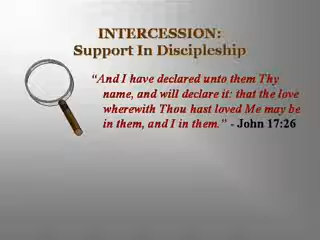 INTERCESSION:
Support In Discipleship
"And I have declared unto them Thy
name, and will declare it: that the love
wherewith Thou hast loved Me may be
in them, and I in them." - John 17:26